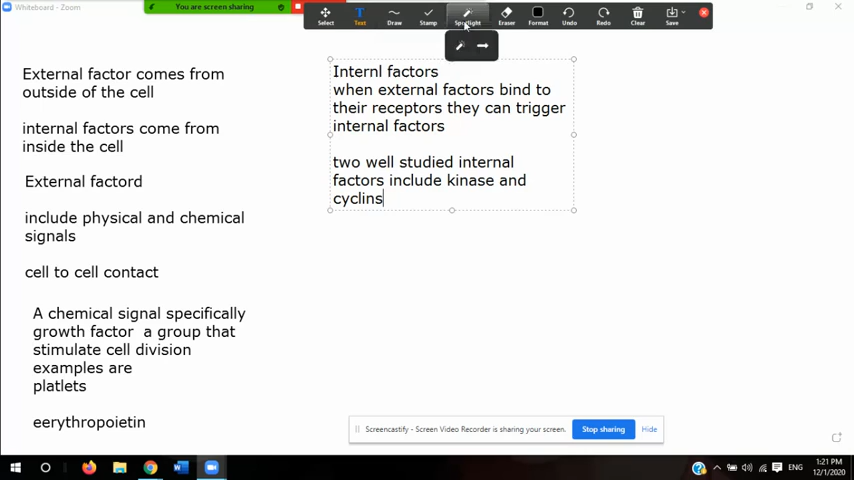 Whiteboard - Zoom
You are screen sharing
Select
Text
Draw
Stamp
Spotlight
Eraser
Format
Undo
Redo
Clear
Save
External factor comes from
outside of the cell
internal factors come from
inside the cell
External factord
include physical and chemical
signals
cell to cell contact
A chemical signal specifically
growth factor a group that
stimulate cell division
examples are
platlets
eerythropoietin
Internl factors
when external factors bind to
their receptors they can trigger
internal factors
two well studied internal
factors include kinase and
cyclins
Screencastify - Screen Video Recorder is sharing your screen.
Stop sharing
Hide
ENG
1:21 PM
12/1/2020